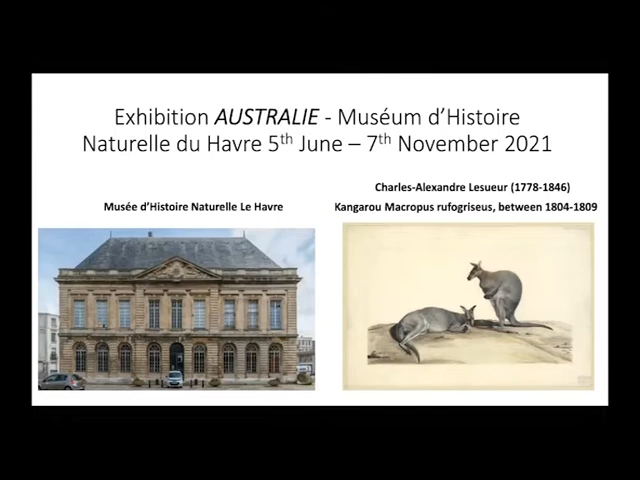 Exhibition AUSTRALIE - Muséum d’Histoire
Naturelle du Havre 5th June – 7th November 2021
Charles-Alexandre Lesueur (1778-1846)
Musée d’Histoire Naturelle Le Havre
Kangarou Macropus rufogriseus, between 1804-1809